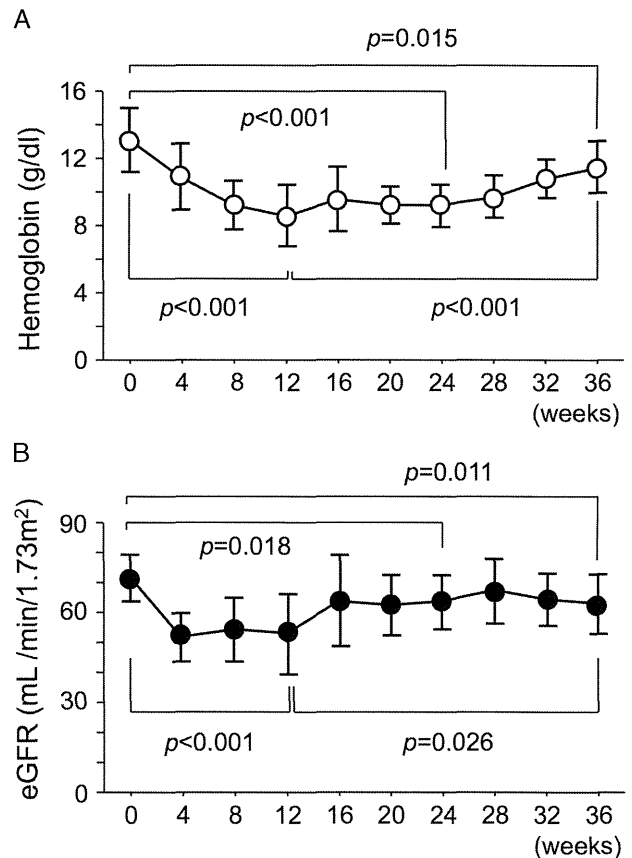 A
p=0.015
p<0.001
16
12
8
4
0
Hemoglobin (g/dl)
p<0.001 p<0.001
0 4 8 12 16 20 24 28 32 36
(weeks)
B
p=0.011
p=0.018
90
60
30
0
eGFR (mL /min/1.73m²)
p<0.001 p=0.026
0 4 8 12 16 20 24 28 32 36
(weeks)